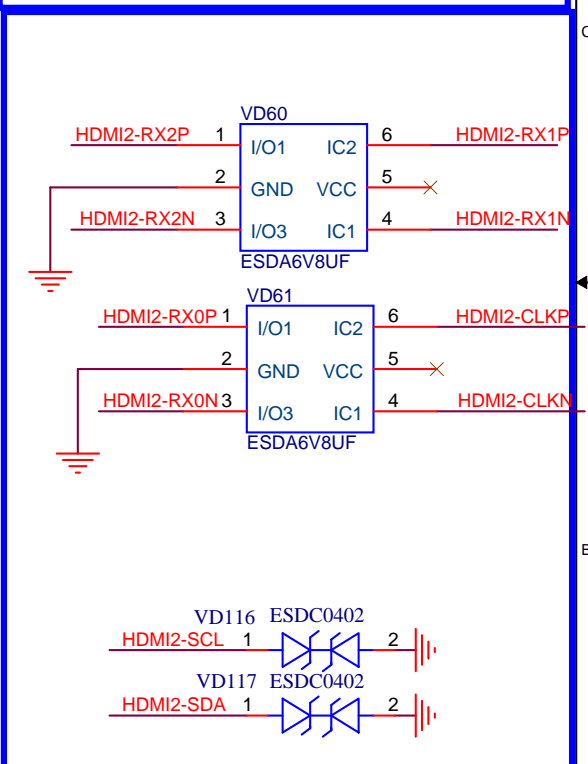 C
VD60
HDMI2-RX2P 1 I/O1 IC2 6 HDMI2-RX1P
2 GND VCC 5
HDMI2-RX2N 3 I/O3 IC1 4 HDMI2-RX1N
ESDA6V8UF
VD61
HDMI2-RX0P 1 I/O1 IC2 6 HDMI2-CLKP
2 GND VCC 5
HDMI2-RX0N 3 I/O3 IC1 4 HDMI2-CLKN
ESDA6V8UF
B
VD116 ESDC0402
HDMI2-SCL 1 2
VD117 ESDC0402
HDMI2-SDA 1 2